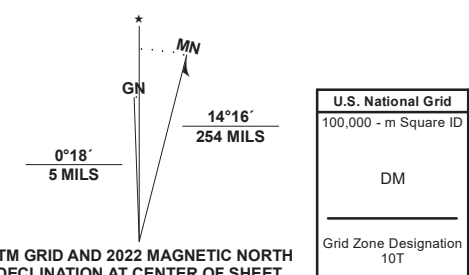 MN
GN
14°16´
254 MILS
0°18´
5 MILS
TM GRID AND 2022 MAGNETIC NORTH
DECLINATION AT CENTER OF SHEET
U.S. National Grid
100,000 - m Square ID
DM
Grid Zone Designation
10T